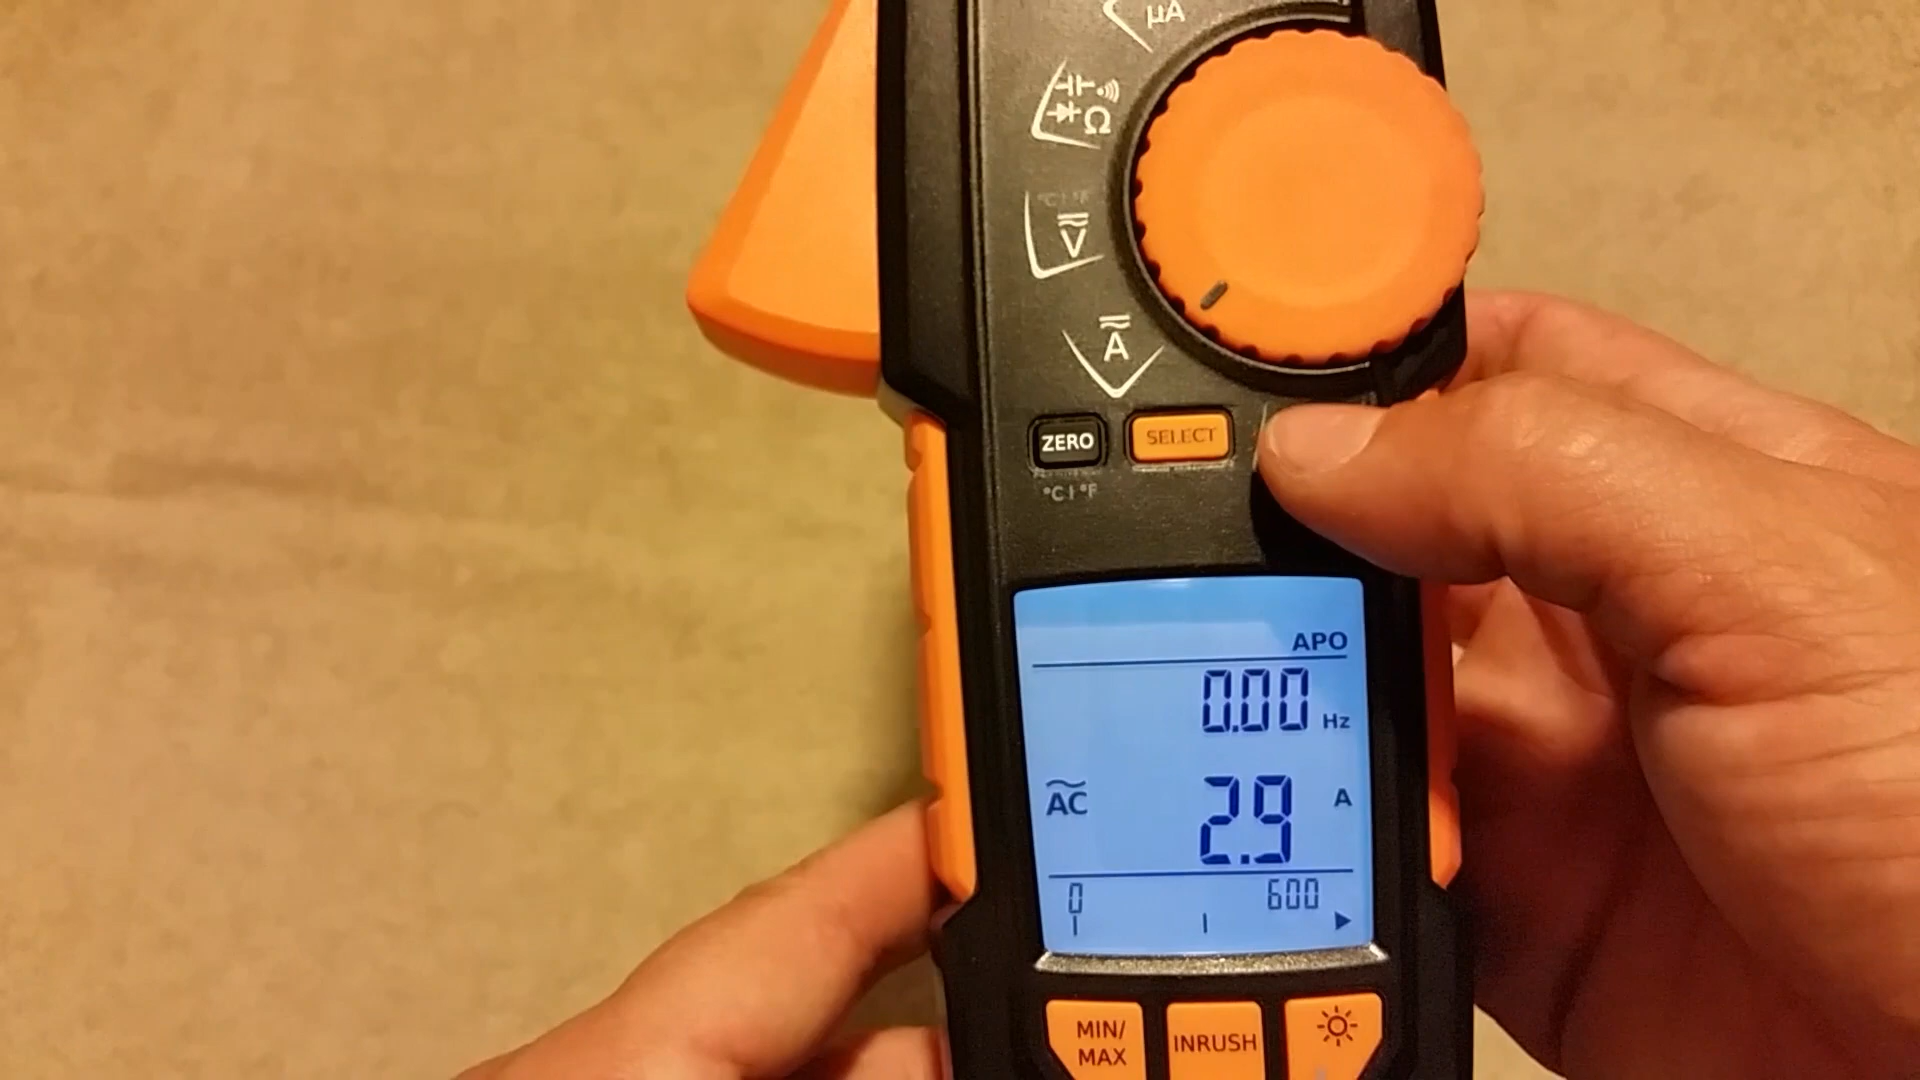 µA
Ω
°C | °F
V
A
ZERO
SELECT
°C | °F
APO
0.00 Hz
AC 2.9 A
0 600
MIN/
MAX
INRUSH